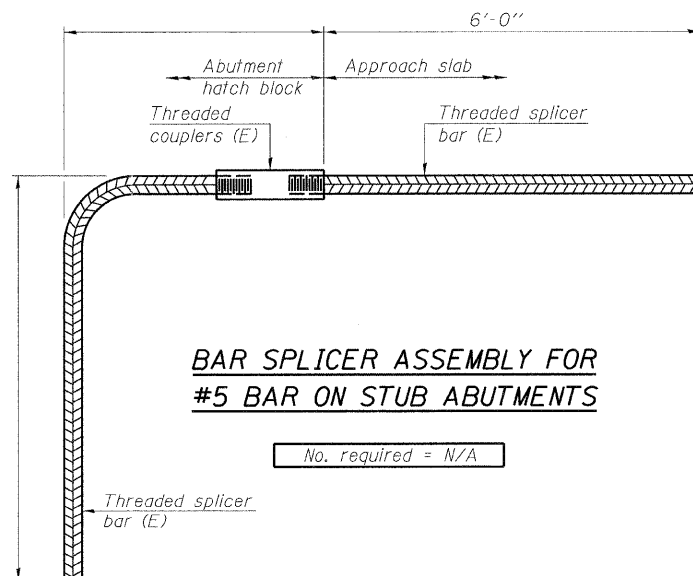 6'-0"
Abutment
hatch block
Approach slab
Threaded
couplers (E)
Threaded splicer
bar (E)
BAR SPLICER ASSEMBLY FOR
#5 BAR ON STUB ABUTMENTS
No. required = N/A
Threaded splicer
bar (E)